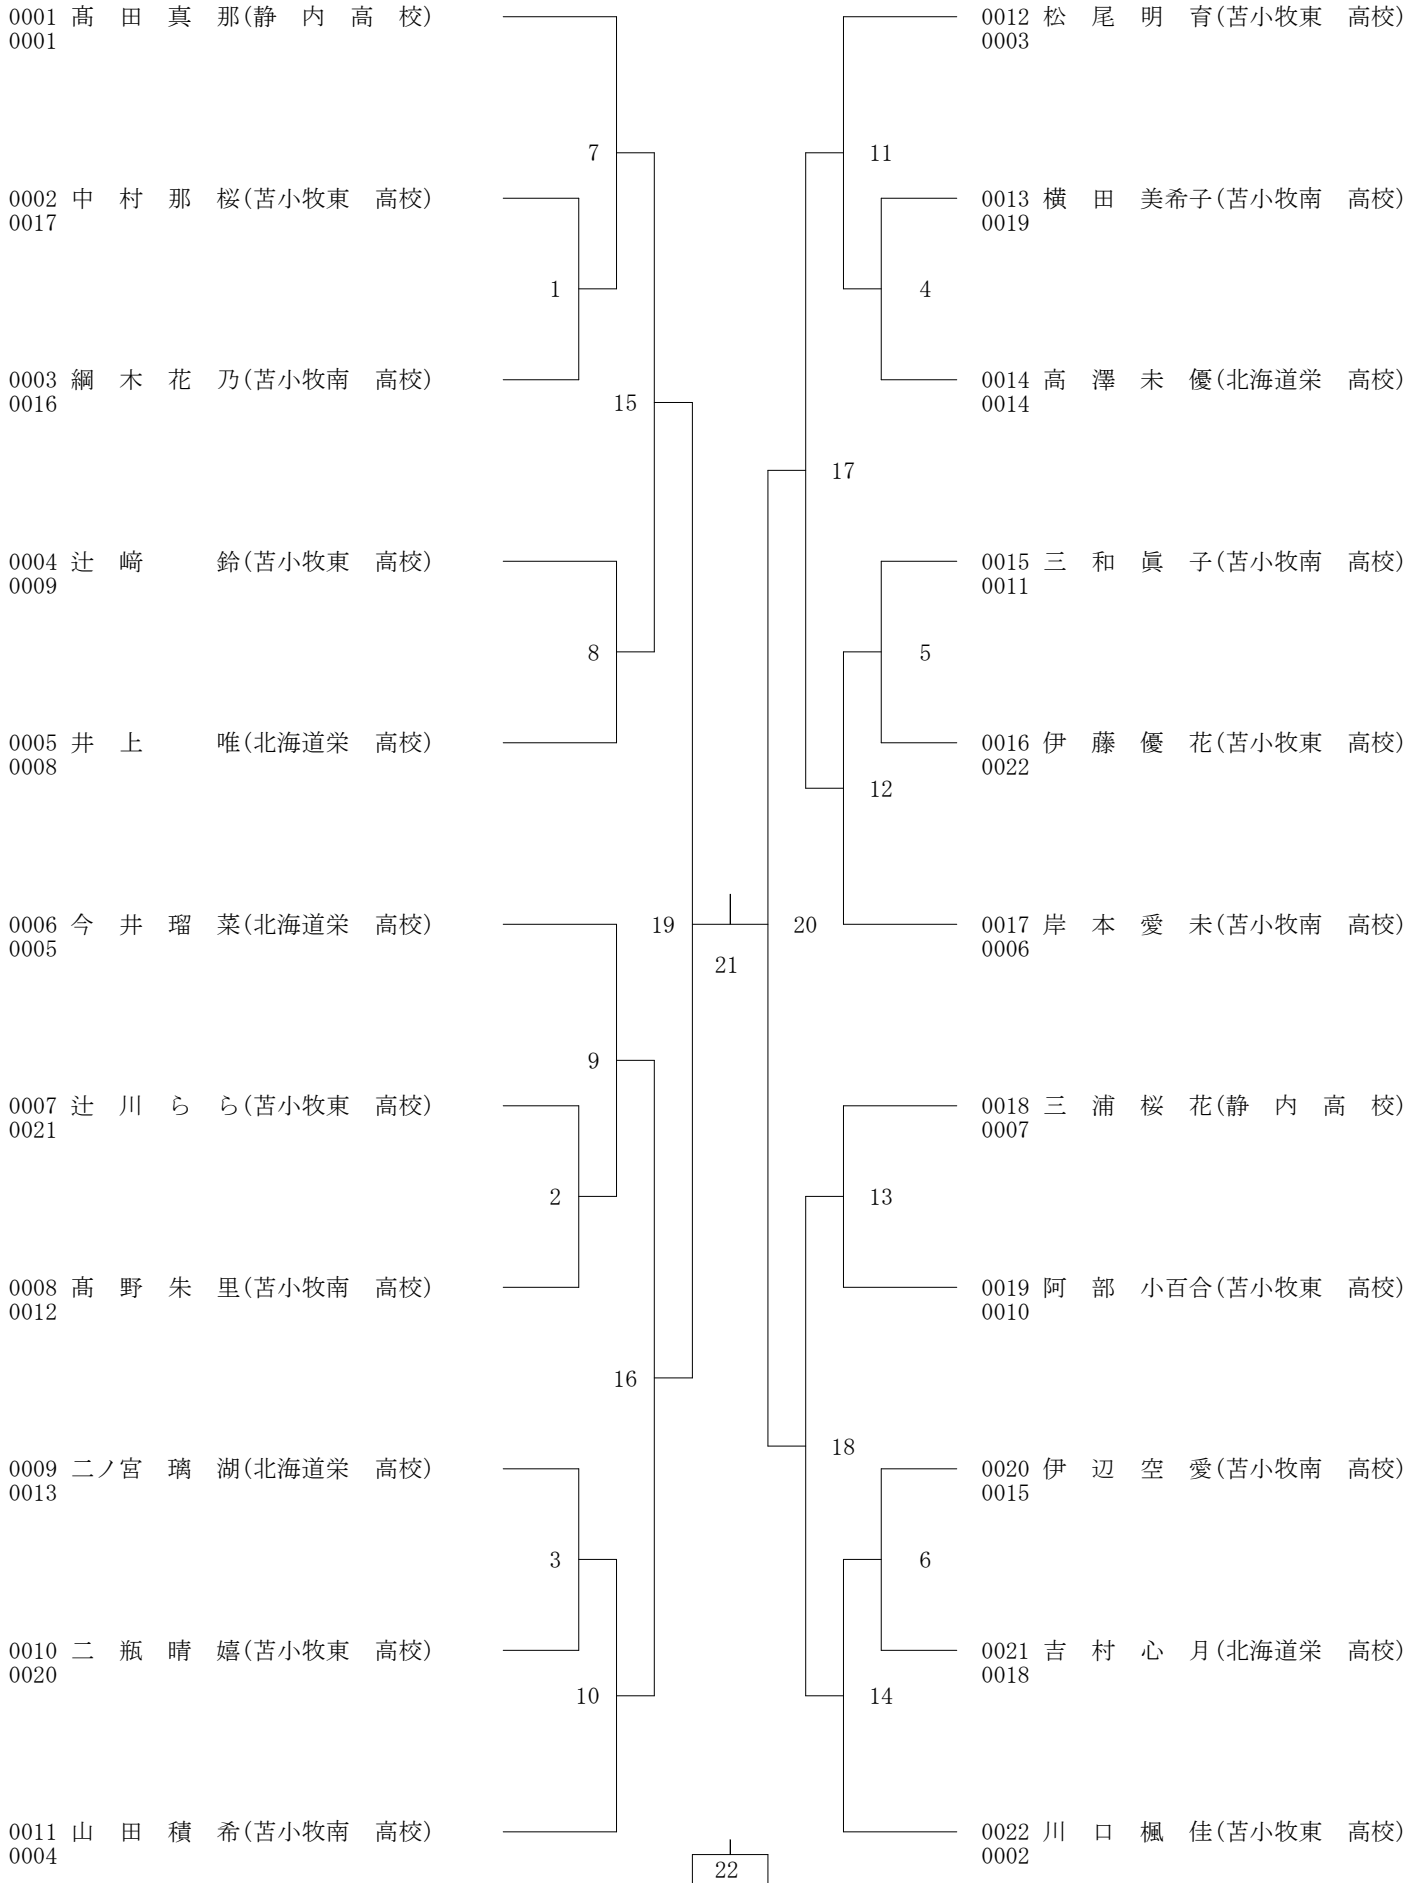 0001 髙　田　真　那(静　内　高　校)
0001
7
0002 中　村　那　桜(苫小牧東　高校)
0017
1
0003 綱　木　花　乃(苫小牧南　高校)
0016
15
0004 辻　﨑　　　鈴(苫小牧東　高校)
0009
8
0005 井　上　　　唯(北海道栄　高校)
0008
0006 今　井　瑠　菜(北海道栄　高校)
0005
19
9
0007 辻　川　ら　ら(苫小牧東　高校)
0021
2
0008 髙　野　朱　里(苫小牧南　高校)
0012
16
0009 二ノ宮　璃　湖(北海道栄　高校)
0013
3
0010 二　瓶　晴　嬉(苫小牧東　高校)
0020
10
0011 山　田　積　希(苫小牧南　高校)
0004
21
22
0012 松　尾　明　育(苫小牧東　高校)
0003
11
0013 横　田　美希子(苫小牧南　高校)
0019
4
0014 高　澤　未　優(北海道栄　高校)
0014
17
0015 三　和　眞　子(苫小牧南　高校)
0011
5
0016 伊　藤　優　花(苫小牧東　高校)
0022
12
20
0017 岸　本　愛　未(苫小牧南　高校)
0006
0018 三　浦　桜　花(静　内　高　校)
0007
13
0019 阿　部　小百合(苫小牧東　高校)
0010
18
0020 伊　辺　空　愛(苫小牧南　高校)
0015
6
0021 吉　村　心　月(北海道栄　高校)
0018
14
0022 川　口　楓　佳(苫小牧東　高校)
0002